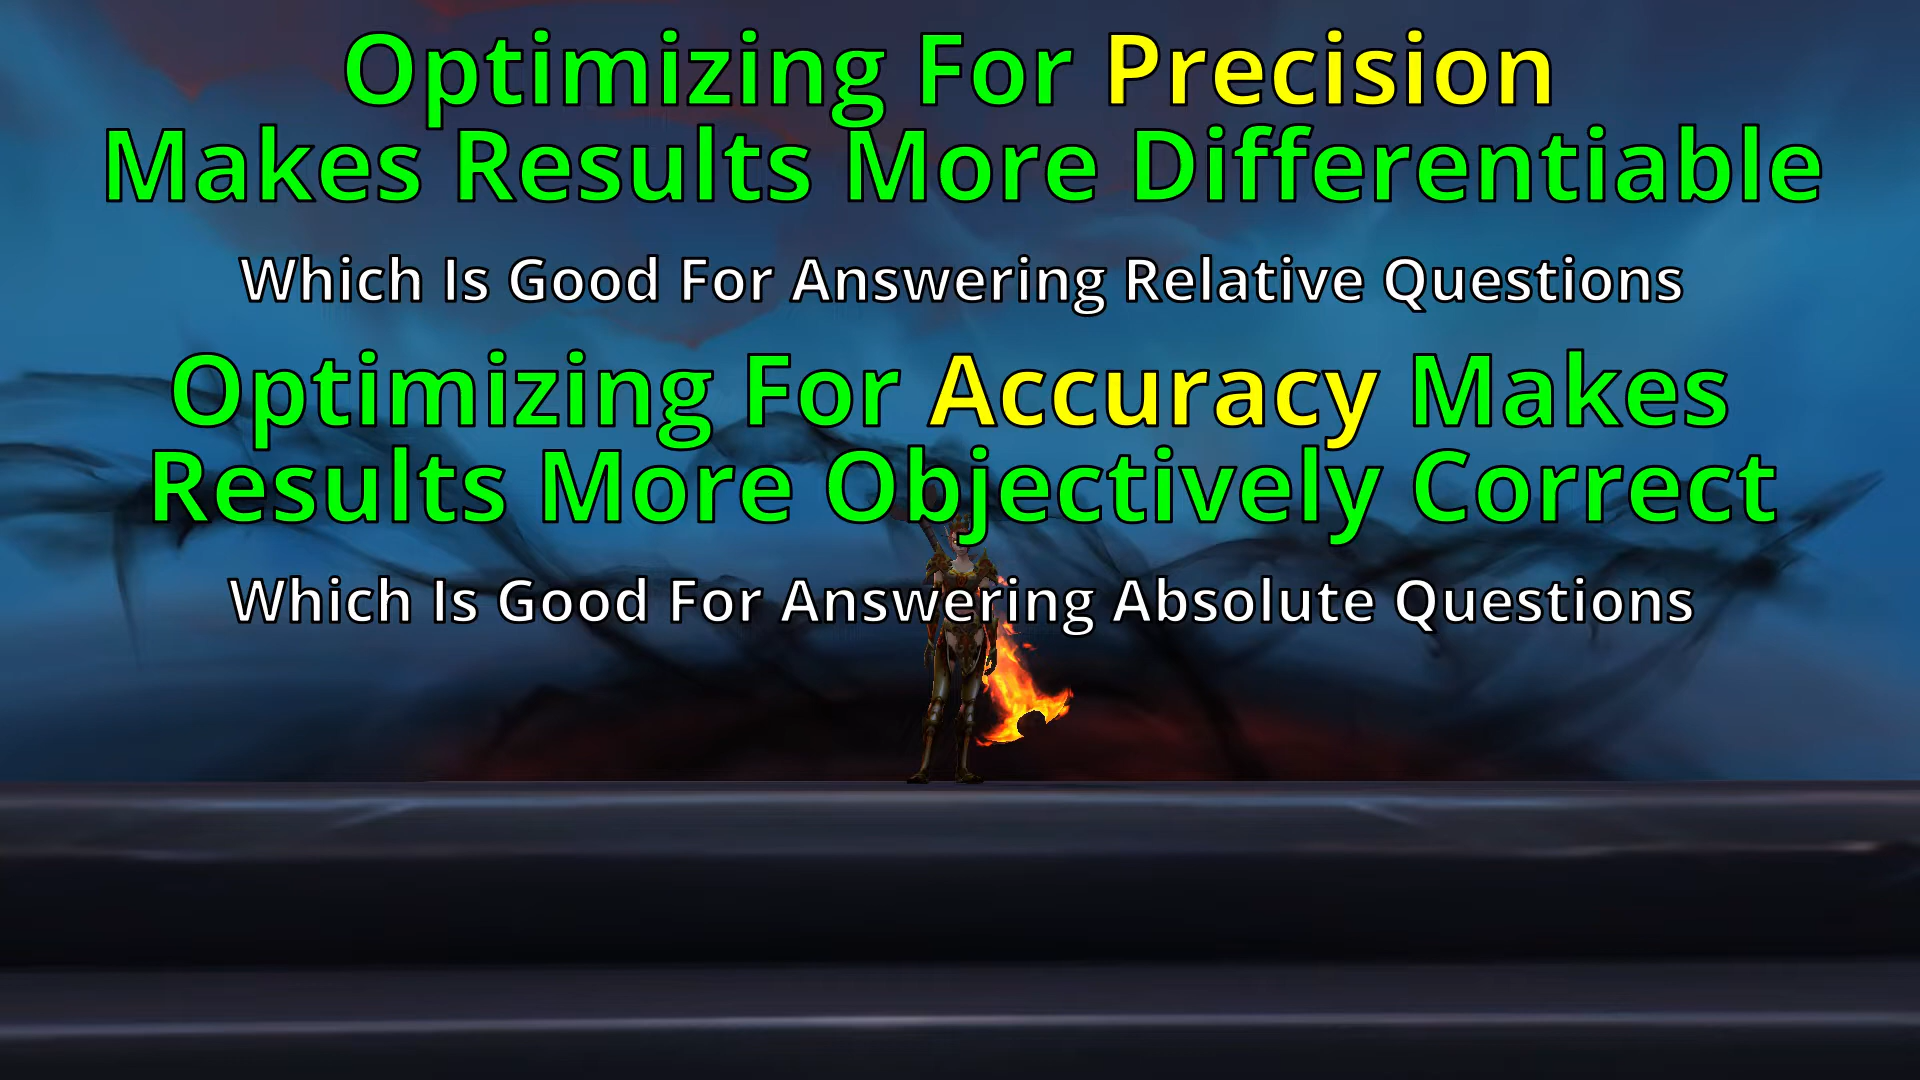 Optimizing For Precision
Makes Results More Differentiable
Which Is Good For Answering Relative Questions
Optimizing For Accuracy Makes
Results More Objectively Correct
Which Is Good For Answering Absolute Questions